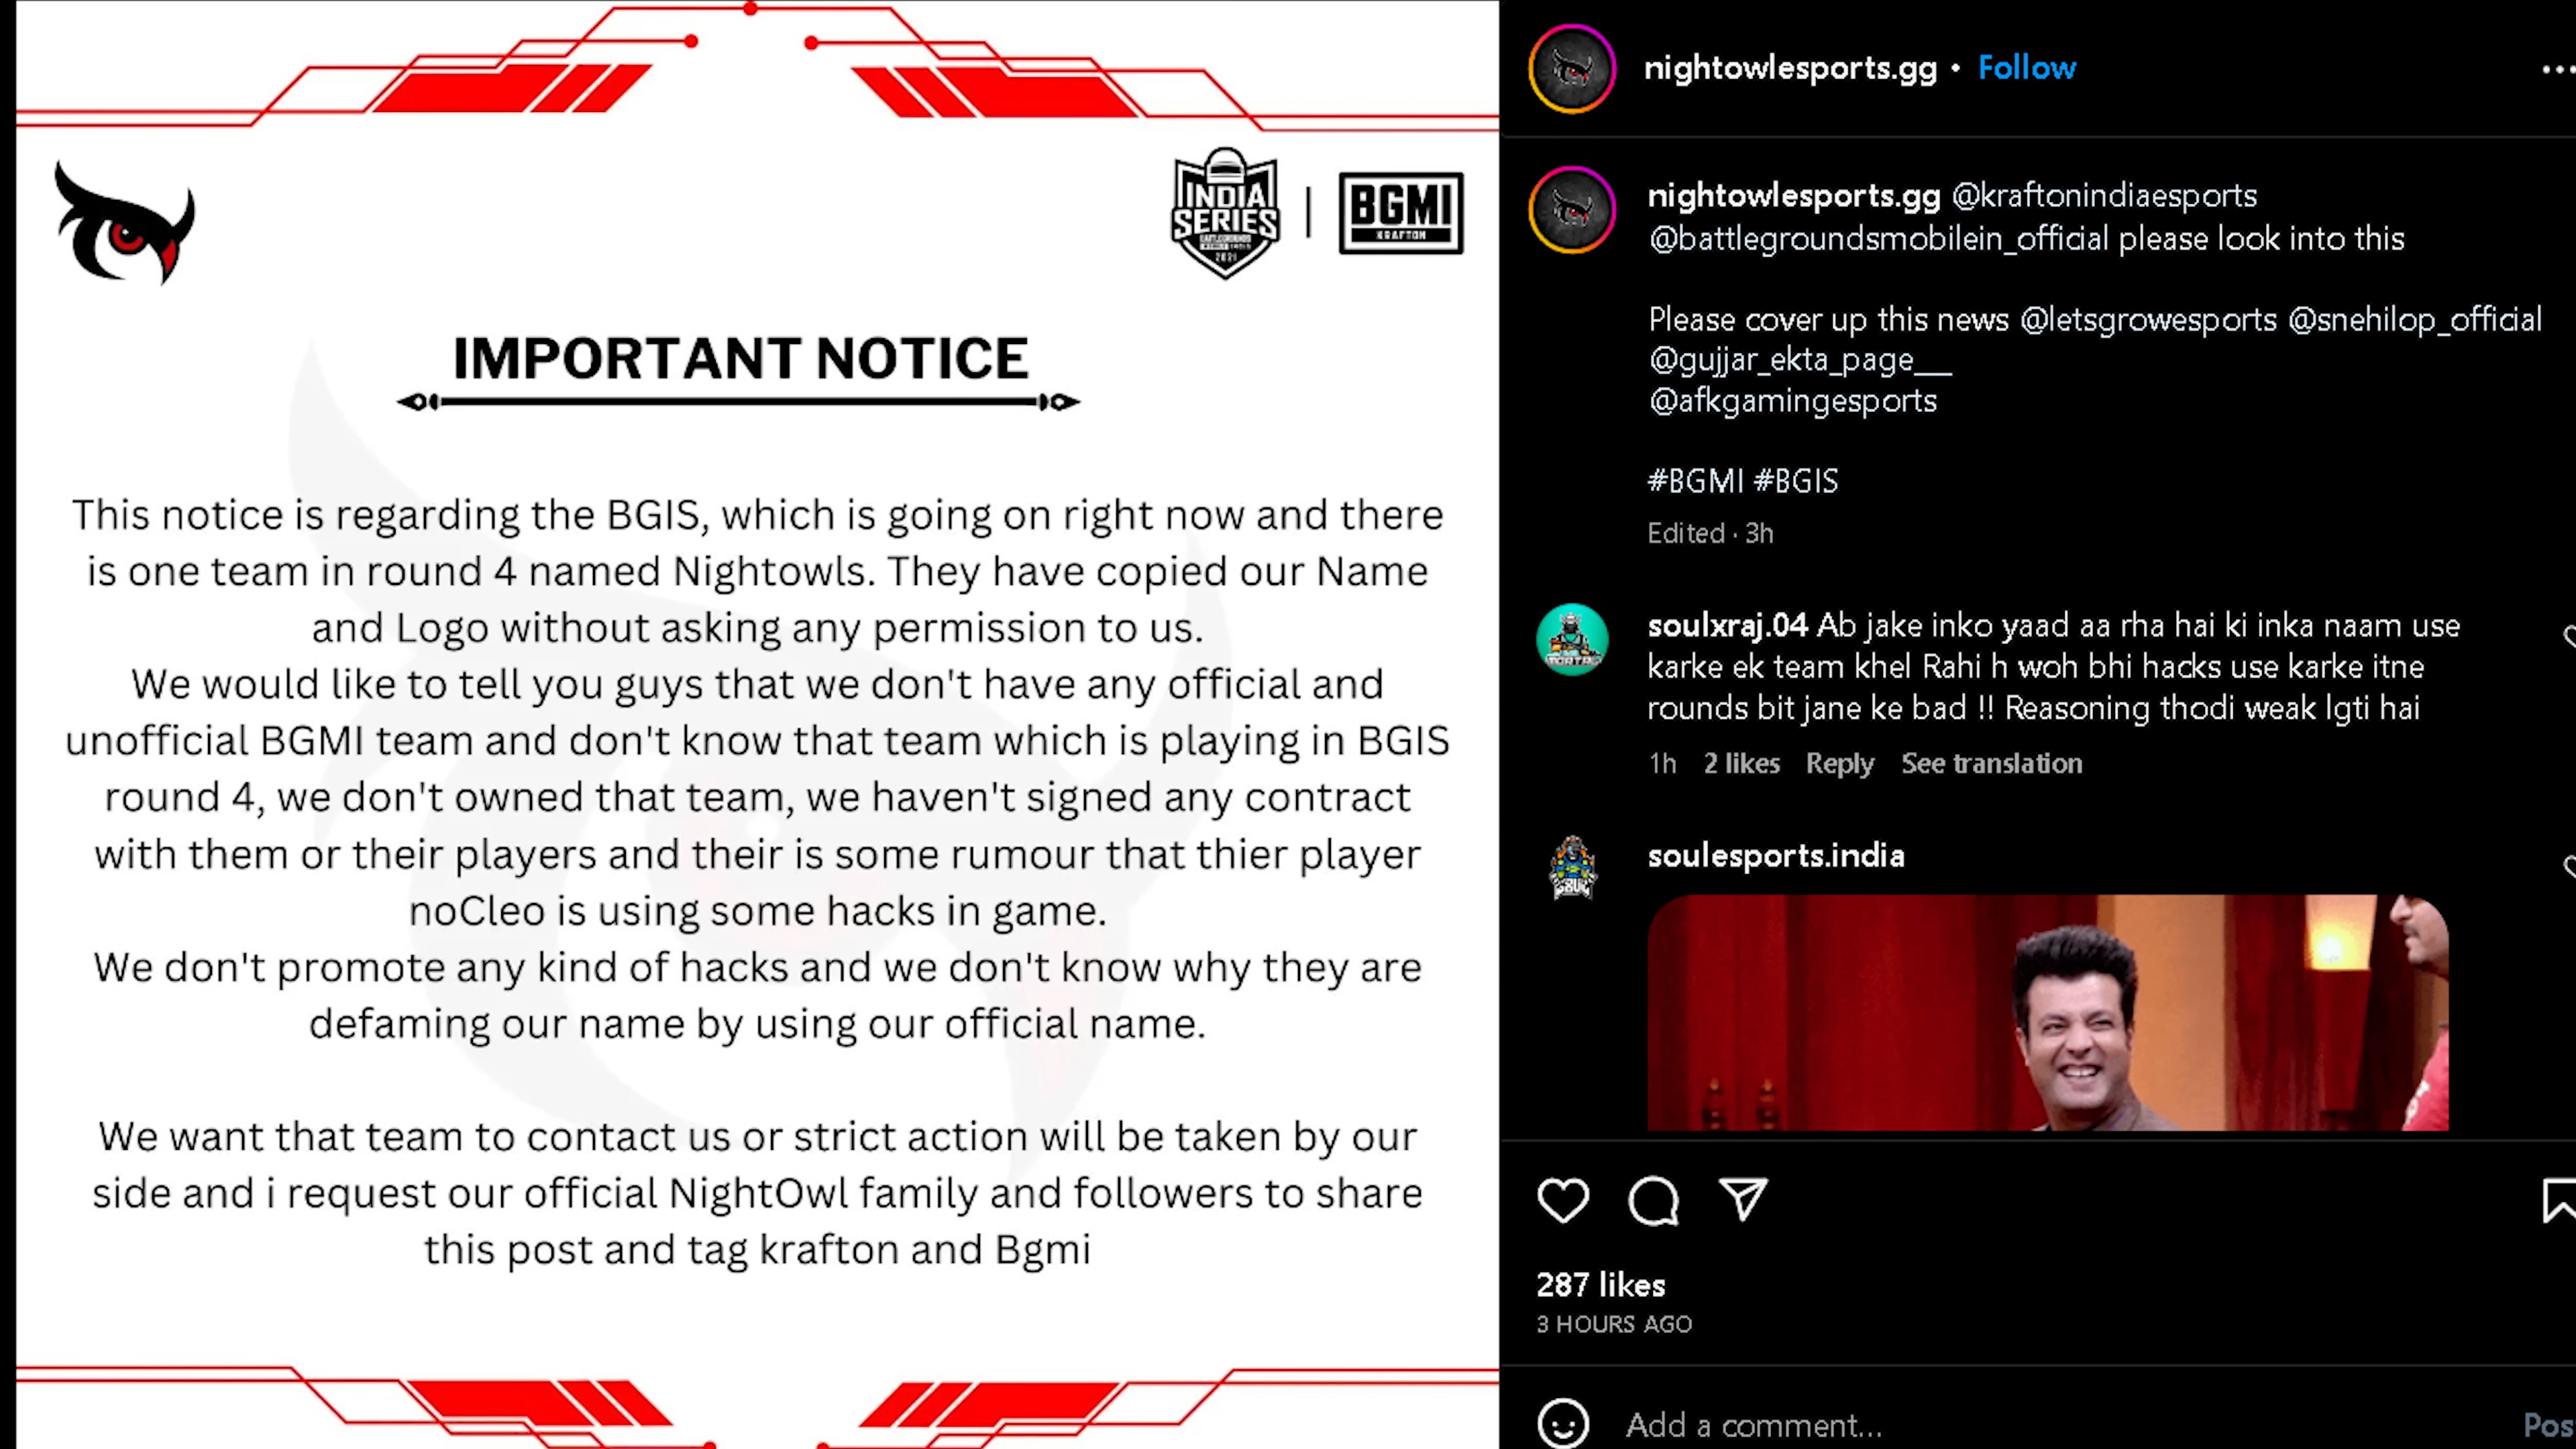 INDIA
SERIES
2021
BGMI
KRAFTON
IMPORTANT NOTICE
This notice is regarding the BGIS, which is going on right now and there
is one team in round 4 named Nightowls. They have copied our Name
and Logo without asking any permission to us.
We would like to tell you guys that we don't have any official and
unofficial BGMI team and don't know that team which is playing in BGIS
round 4, we don't owned that team, we haven't signed any contract
with them or their players and their is some rumour that thier player
noCleo is using some hacks in game.
We don't promote any kind of hacks and we don't know why they are
defaming our name by using our official name.
We want that team to contact us or strict action will be taken by our
side and i request our official NightOwl family and followers to share
this post and tag krafton and Bgmi
nightowlesports.gg • Follow
nightowlesports.gg @kraftonindiaesports
@battlegroundsmobilein_official please look into this
Please cover up this news @letsgrowesports @snehilop_official
@gujjar_ekta_page___
@afkgamingesports
#BGMI #BGIS
Edited · 3h
soulxraj.04 Ab jake inko yaad aa rha hai ki inka naam use
karke ek team khel Rahi h woh bhi hacks use karke itne
rounds bit jane ke bad !! Reasoning thodi weak lgti hai
1h 2 likes Reply See translation
soulesports.india
287 likes
3 HOURS AGO
Add a comment...
Pos